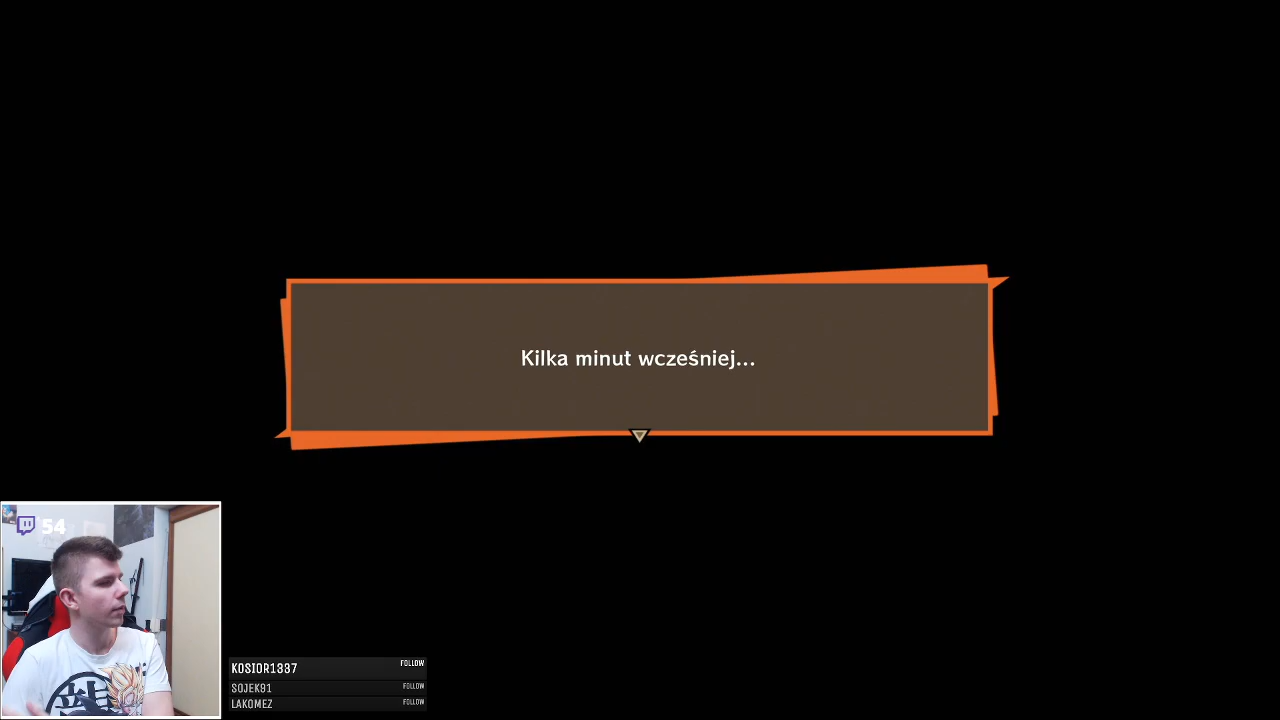 Kilka minut wcześniej...
54
KOSIOR1337 FOLLOW
SOJEK91 FOLLOW
LAKOMEZ FOLLOW